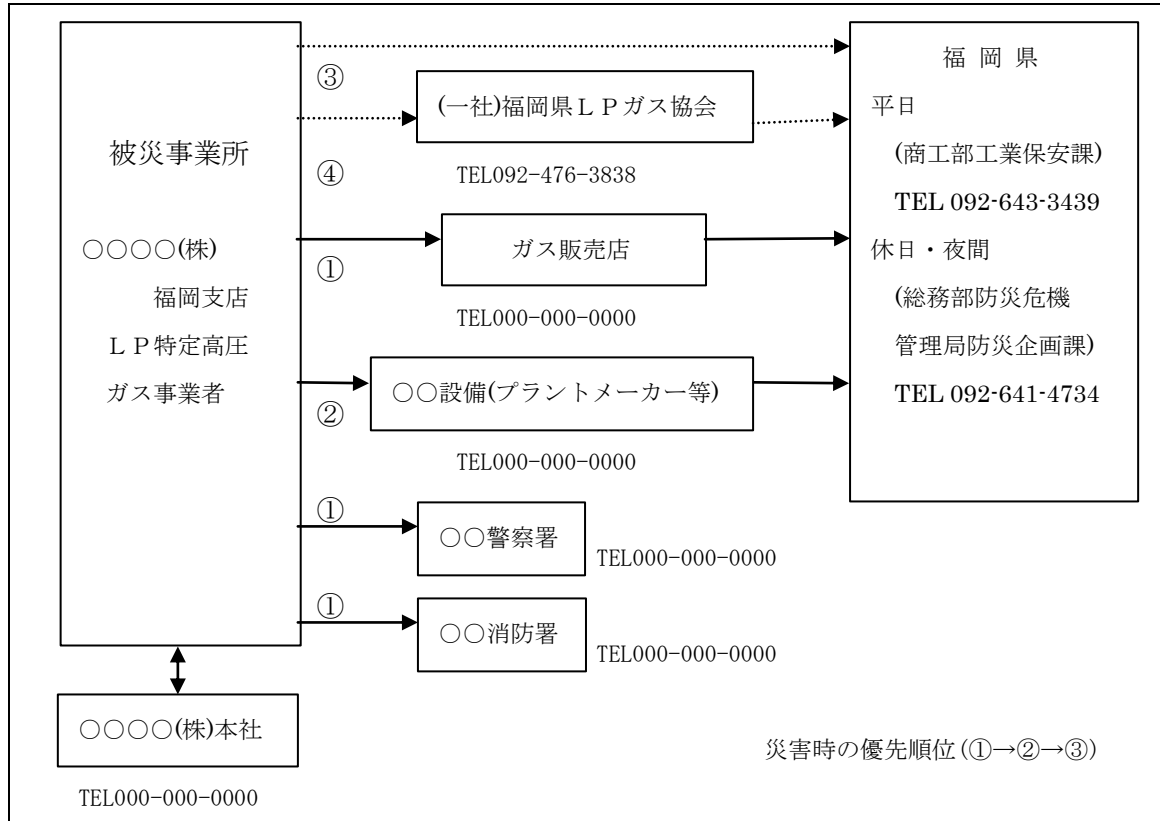 被災事業所
○○○○(株)
福岡支店
ＬＰ特定高圧
ガス事業者
③
④
①
②
①
①
(一社)福岡県ＬＰガス協会
TEL092-476-3838
ガス販売店
TEL000-000-0000
○○設備(プラントメーカー等)
TEL000-000-0000
○○警察署
TEL000-000-0000
○○消防署
TEL000-000-0000
福 岡 県
平日
(商工部工業保安課)
TEL 092-643-3439
休日・夜間
(総務部防災危機
管理局防災企画課)
TEL 092-641-4734
○○○○(株)本社
TEL000-000-0000
災害時の優先順位(①→②→③)